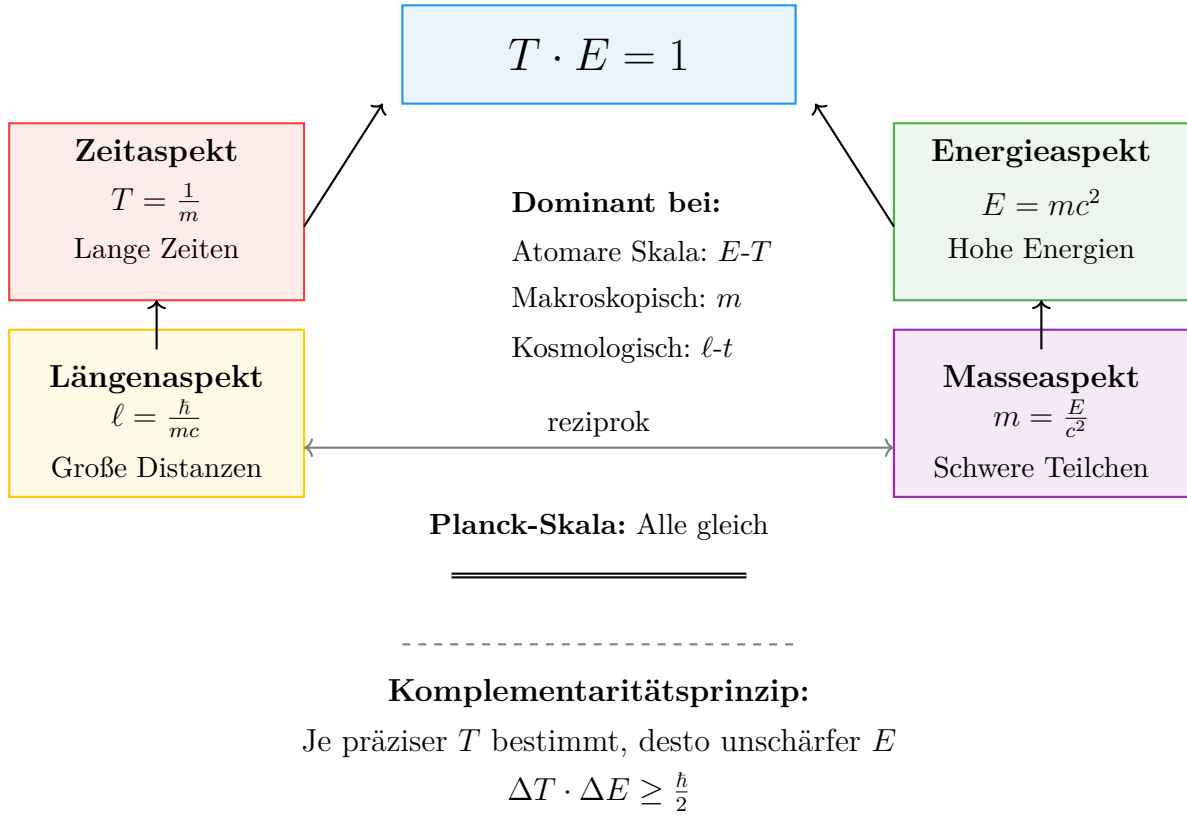 T · E = 1
Zeitaspekt
T = 1/m
Lange Zeiten
Energieaspekt
E = mc²
Hohe Energien
Dominant bei:
Atomare Skala: E-T
Makroskopisch: m
Kosmologisch: ℓ-t
Längenaspekt
ℓ = ħ/mc
Große Distanzen
reziprok
Masseaspekt
m = E/c²
Schwere Teilchen
Planck-Skala: Alle gleich
Komplementaritätsprinzip:
Je präziser T bestimmt, desto unschärfer E
ΔT · ΔE ≥ ħ/2